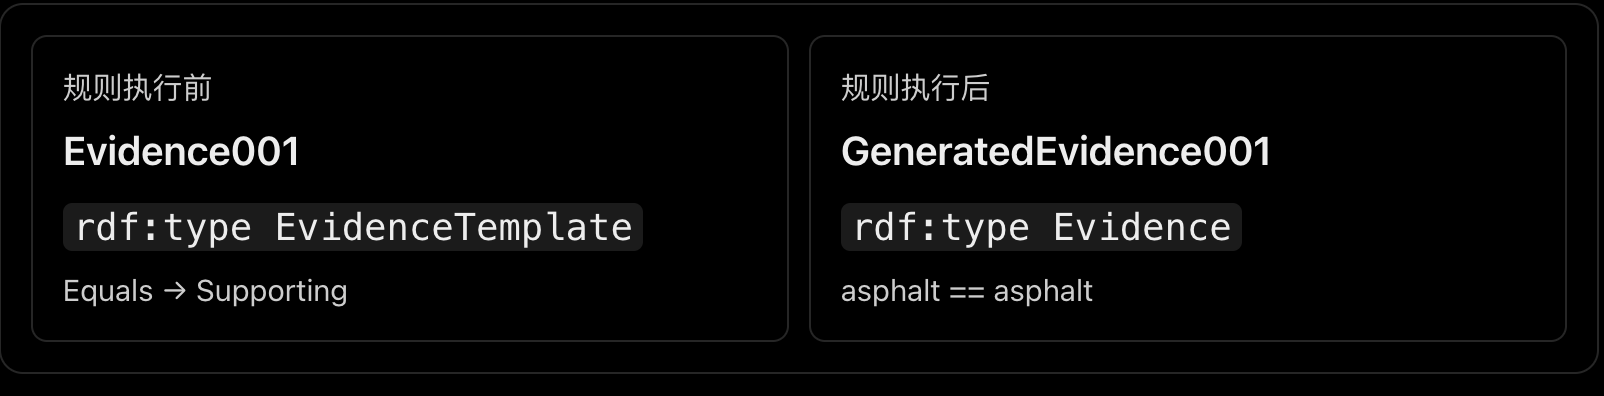 规则执行前
Evidence001
rdf:type EvidenceTemplate
Equals → Supporting
规则执行后
GeneratedEvidence001
rdf:type Evidence
asphalt == asphalt